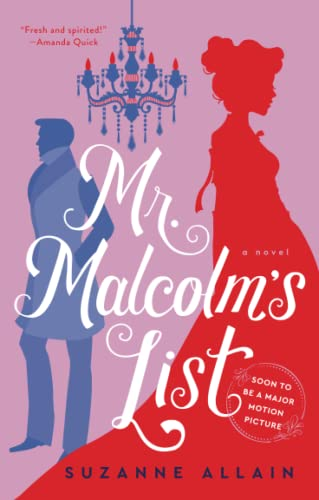 "Fresh and spirited!"
—Amanda Quick
Mr.
a novel
Malcolm's
List
SOON TO
BE A MAJOR
MOTION
PICTURE
SUZANNE ALLAIN